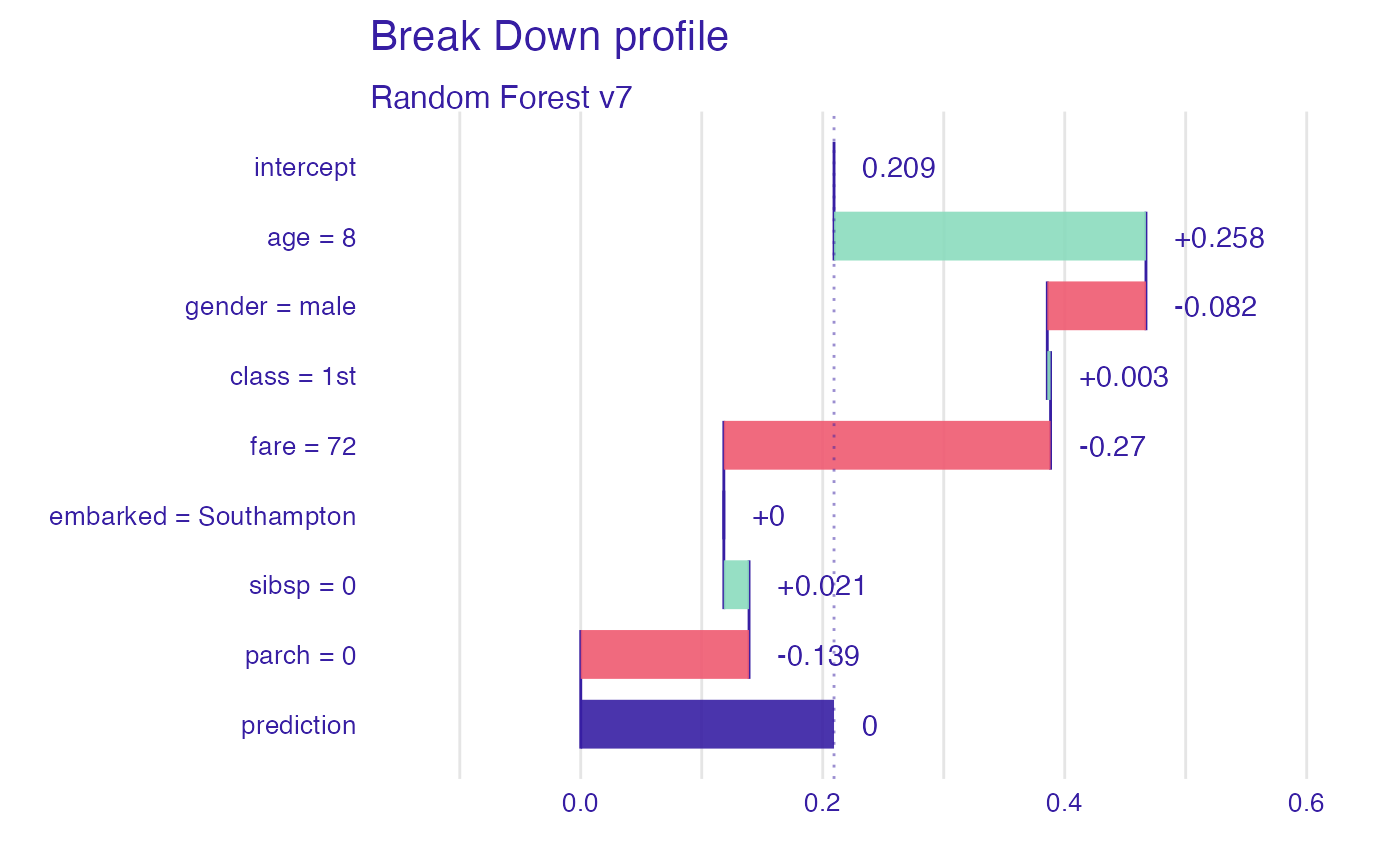 Break Down profile
Random Forest v7
intercept 0.209
age = 8 +0.258
gender = male -0.082
class = 1st +0.003
fare = 72 -0.27
embarked = Southampton +0
sibsp = 0 +0.021
parch = 0 -0.139
prediction 0
0.0 0.2 0.4 0.6